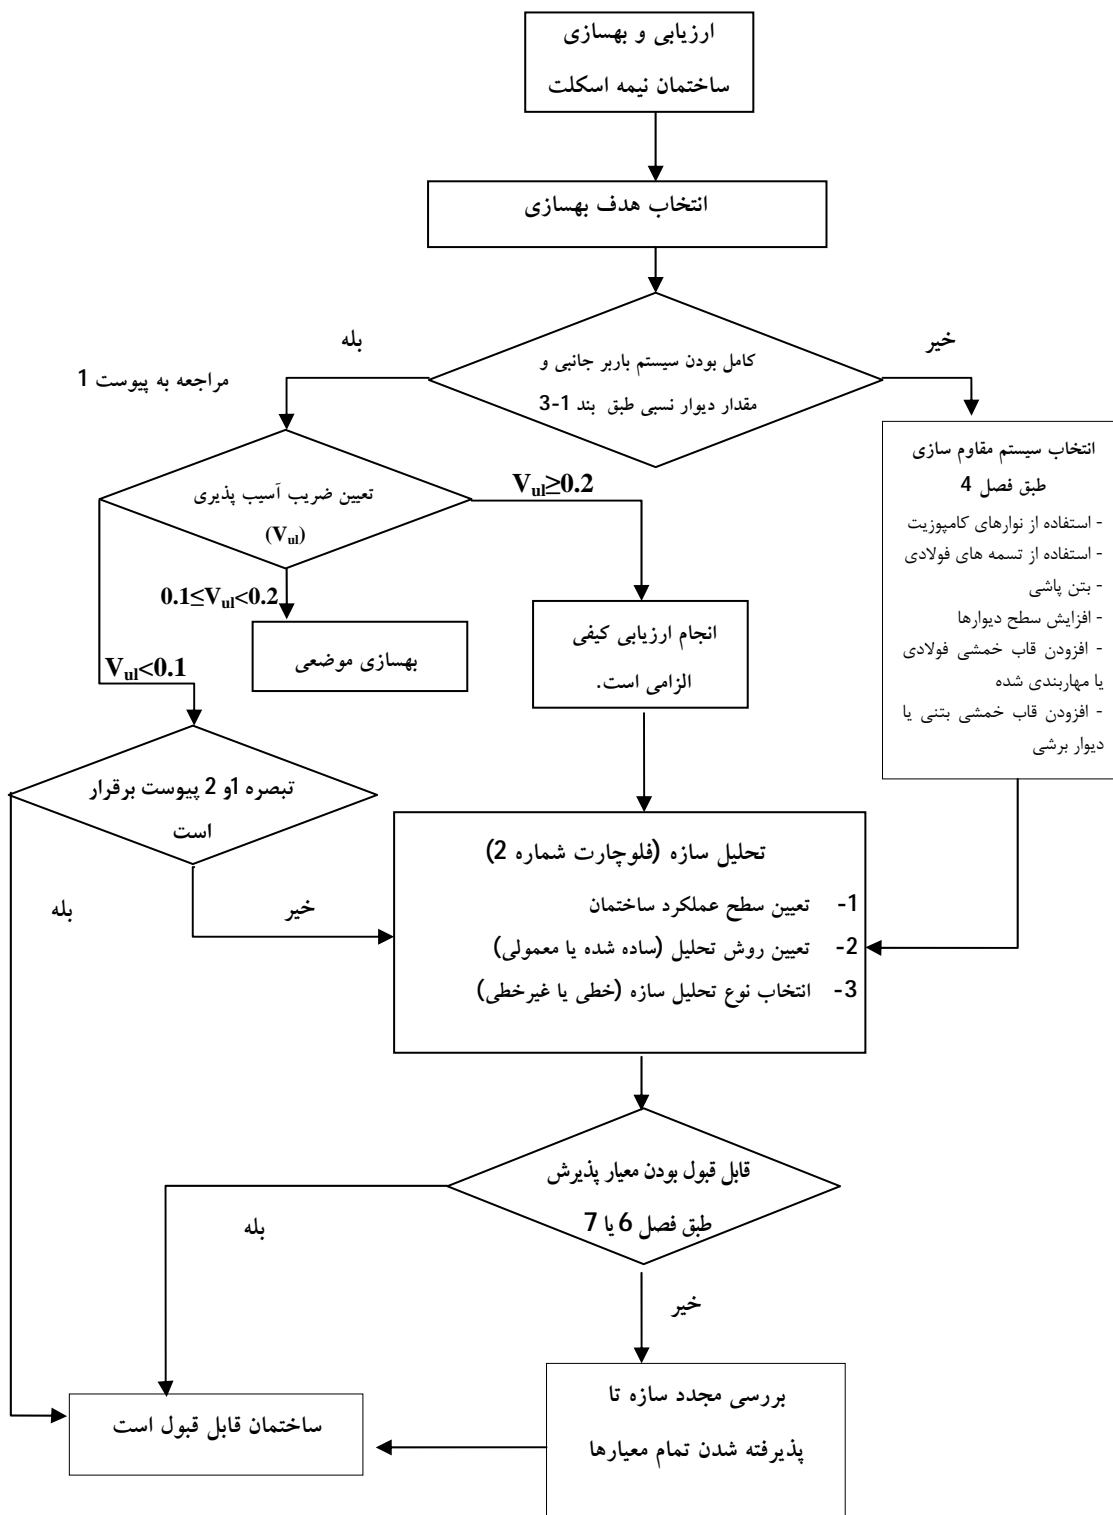 ارزیابی و بهسازی
ساختمان نیمه اسکلت
انتخاب هدف بهسازی
خیر
بله
کامل بودن سیستم باربر جانبی و
مقدار دیوار نسبی طبق بند 1-3
مراجعه به پیوست 1
انتخاب سیستم مقاوم سازی
طبق فصل 4
- استفاده از نوارهای کامپوزیت
- استفاده از تسمه های فولادی
- بتن پاشی
- افزایش سطح دیوارها
- افزودن قاب خمشی فولادی
یا مهاربندی شده
- افزودن قاب خمشی بتنی یا
دیوار برشی
تعیین ضریب آسیب پذیری
(Vul)
Vul≥0.2
0.1≤Vul<0.2
Vul<0.1
انجام ارزیابی کیفی
الزامی است.
بهسازی موضعی
تبصره 1و 2 پیوست برقرار
است
بله
خیر
تحلیل سازه (فلوچارت شماره 2)
1- تعیین سطح عملکرد ساختمان
2- تعیین روش تحلیل (ساده شده یا معمولی)
3- انتخاب نوع تحلیل سازه (خطی یا غیرخطی)
قابل قبول بودن معیار پذیرش
طبق فصل 6 یا 7
بله
خیر
بررسی مجدد سازه تا
پذیرفته شدن تمام معیارها
ساختمان قابل قبول است